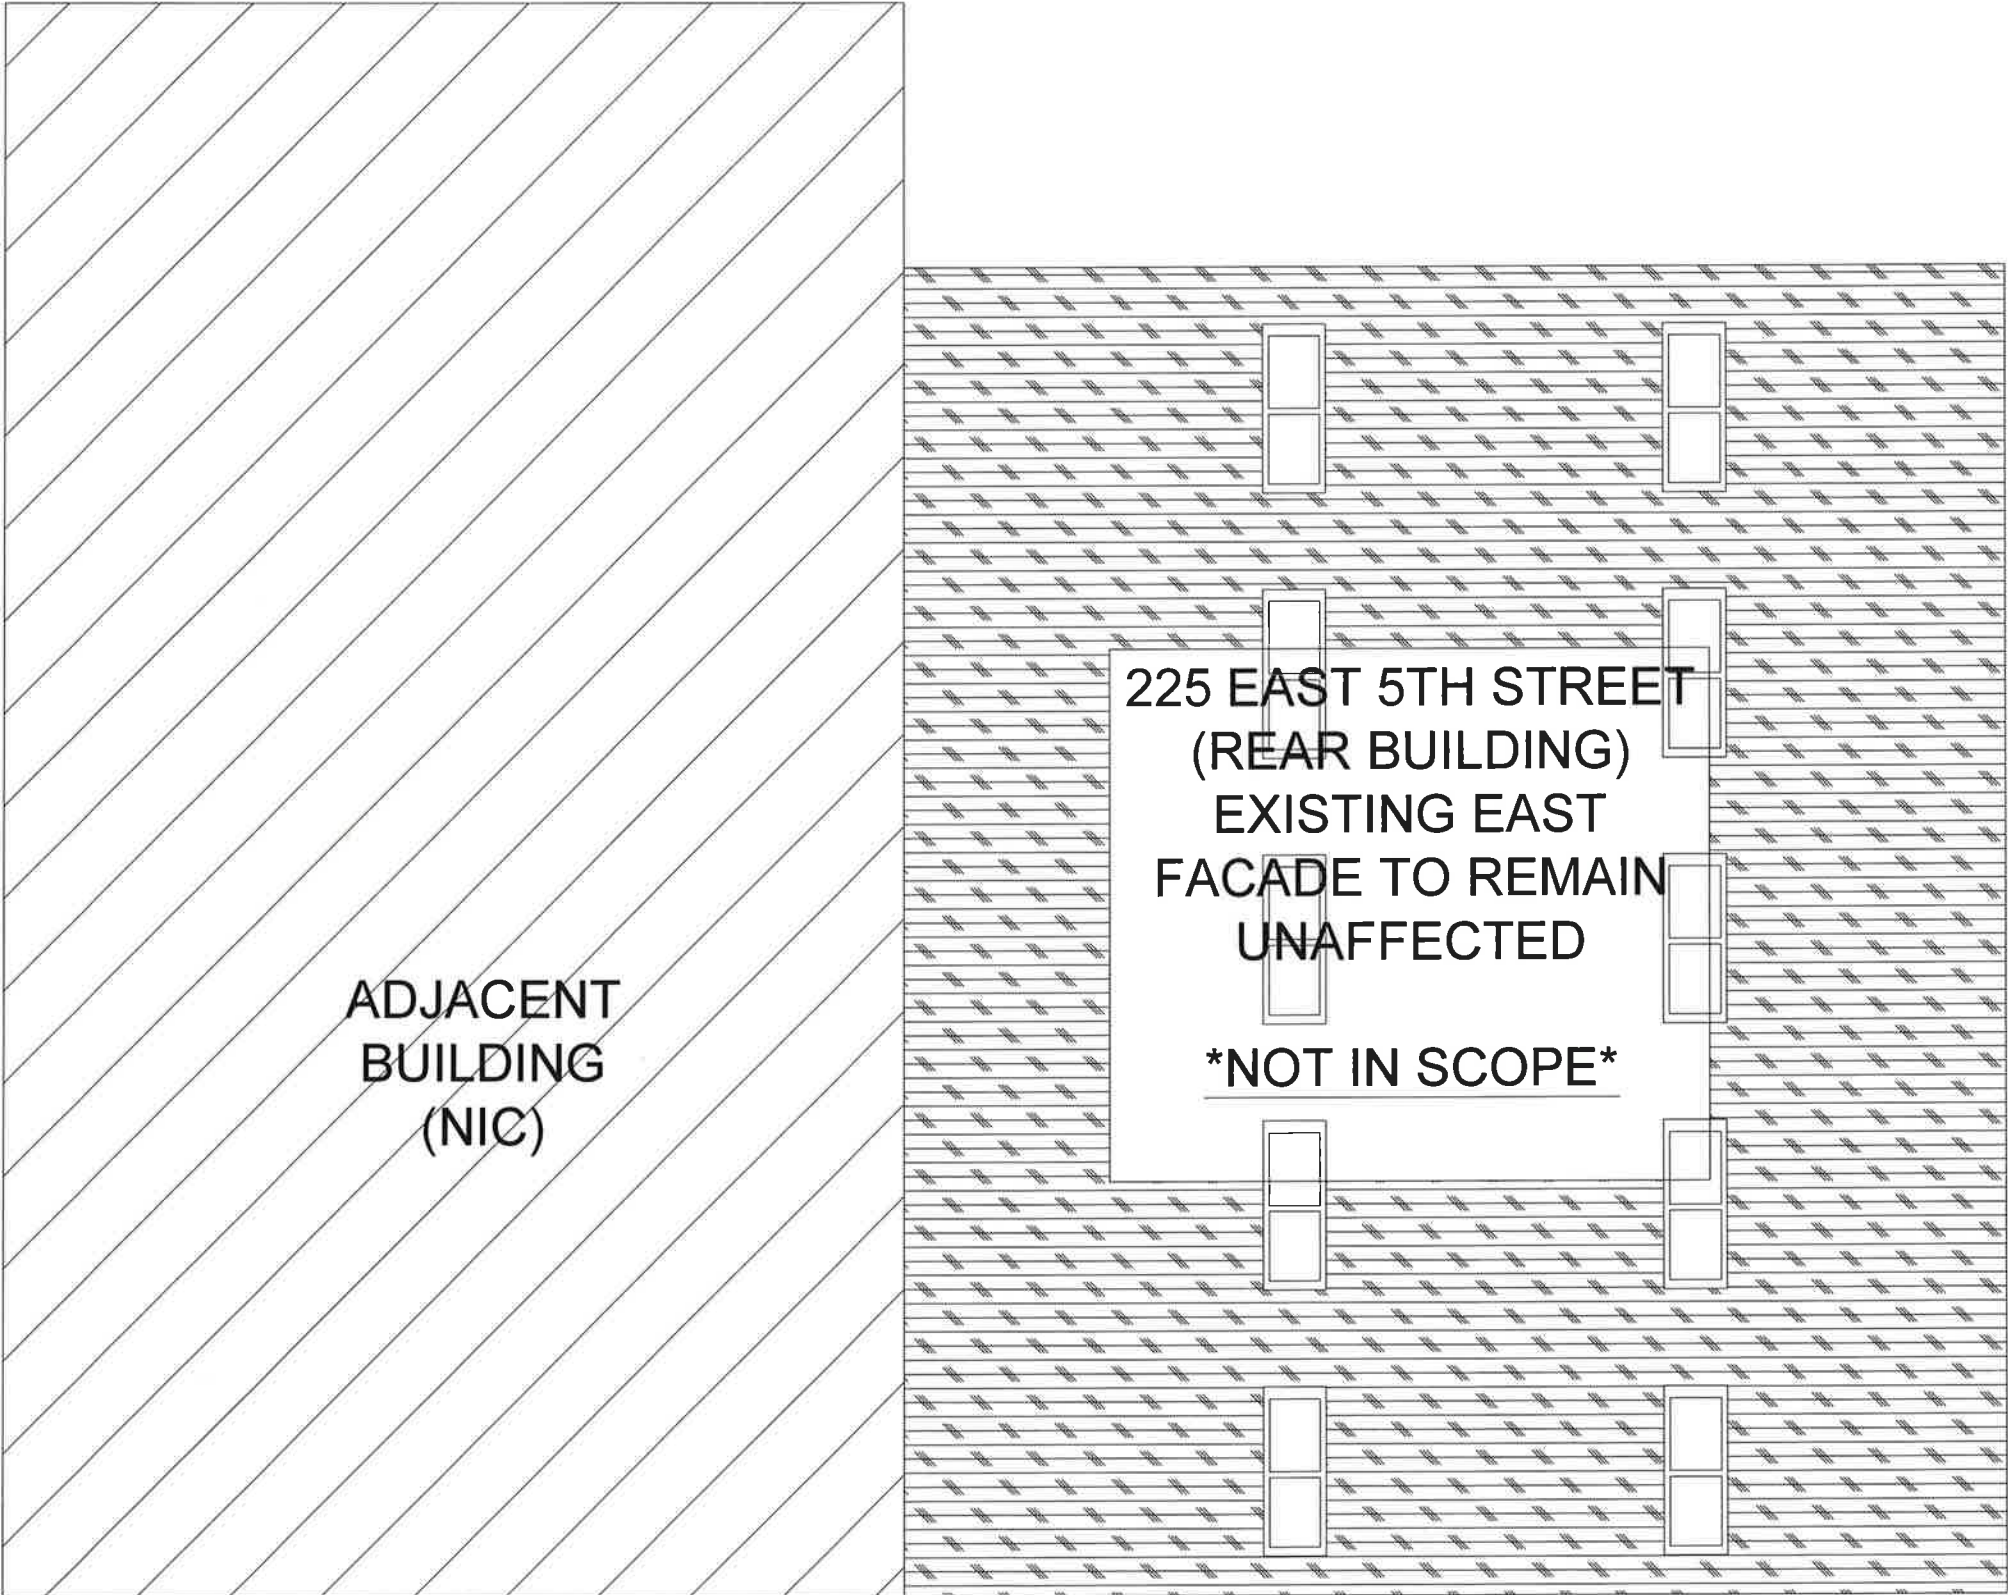 225 EAST 5TH STREET
(REAR BUILDING)
EXISTING EAST
FACADE TO REMAIN
UNAFFECTED
*NOT IN SCOPE*
ADJACENT
BUILDING
(NIC)